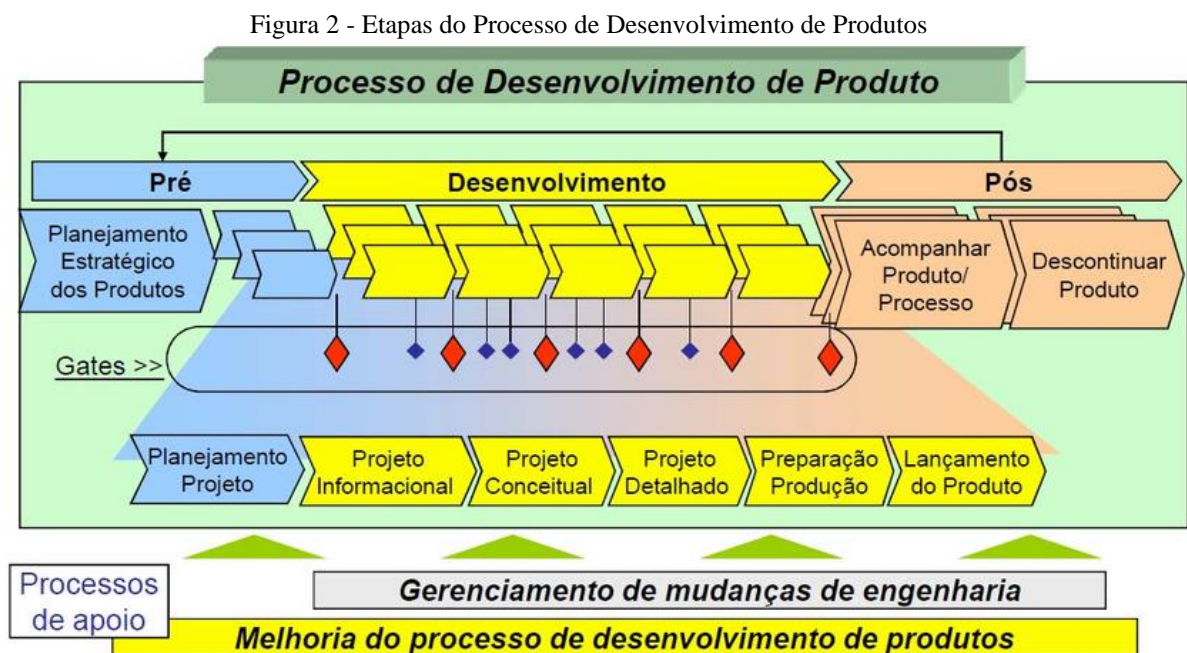 Figura 2 - Etapas do Processo de Desenvolvimento de Produtos
Processo de Desenvolvimento de Produto
Pré
Desenvolvimento
Pós
Planejamento
Estratégico
dos Produtos
Acompanhar
Produto/
Processo
Descontinuar
Produto
Gates >>
Planejamento
Projeto
Projeto
Informacional
Projeto
Conceitual
Projeto
Detalhado
Preparação
Produção
Lançamento
do Produto
Processos
de apoio
Gerenciamento de mudanças de engenharia
Melhoria do processo de desenvolvimento de produtos